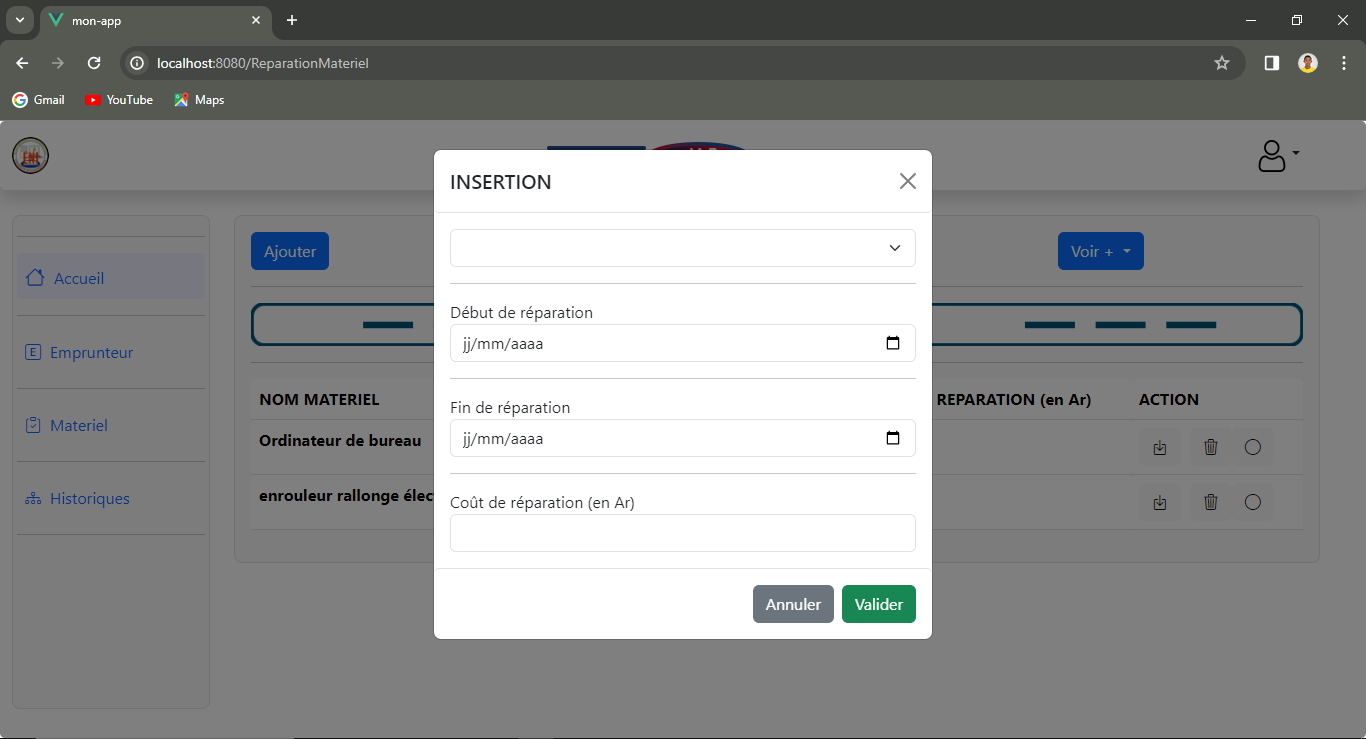 mon-app
localhost:8080/ReparationMateriel
Gmail YouTube Maps
INSERTION
Ajouter
Voir +
Accueil
Début de réparation
jj/mm/aaaa
Emprunteur
NOM MATERIEL
REPARATION (en Ar) ACTION
Fin de réparation
jj/mm/aaaa
Materiel
Ordinateur de bureau
Historiques
enrouleur rallonge élec
Coût de réparation (en Ar)
Annuler Valider